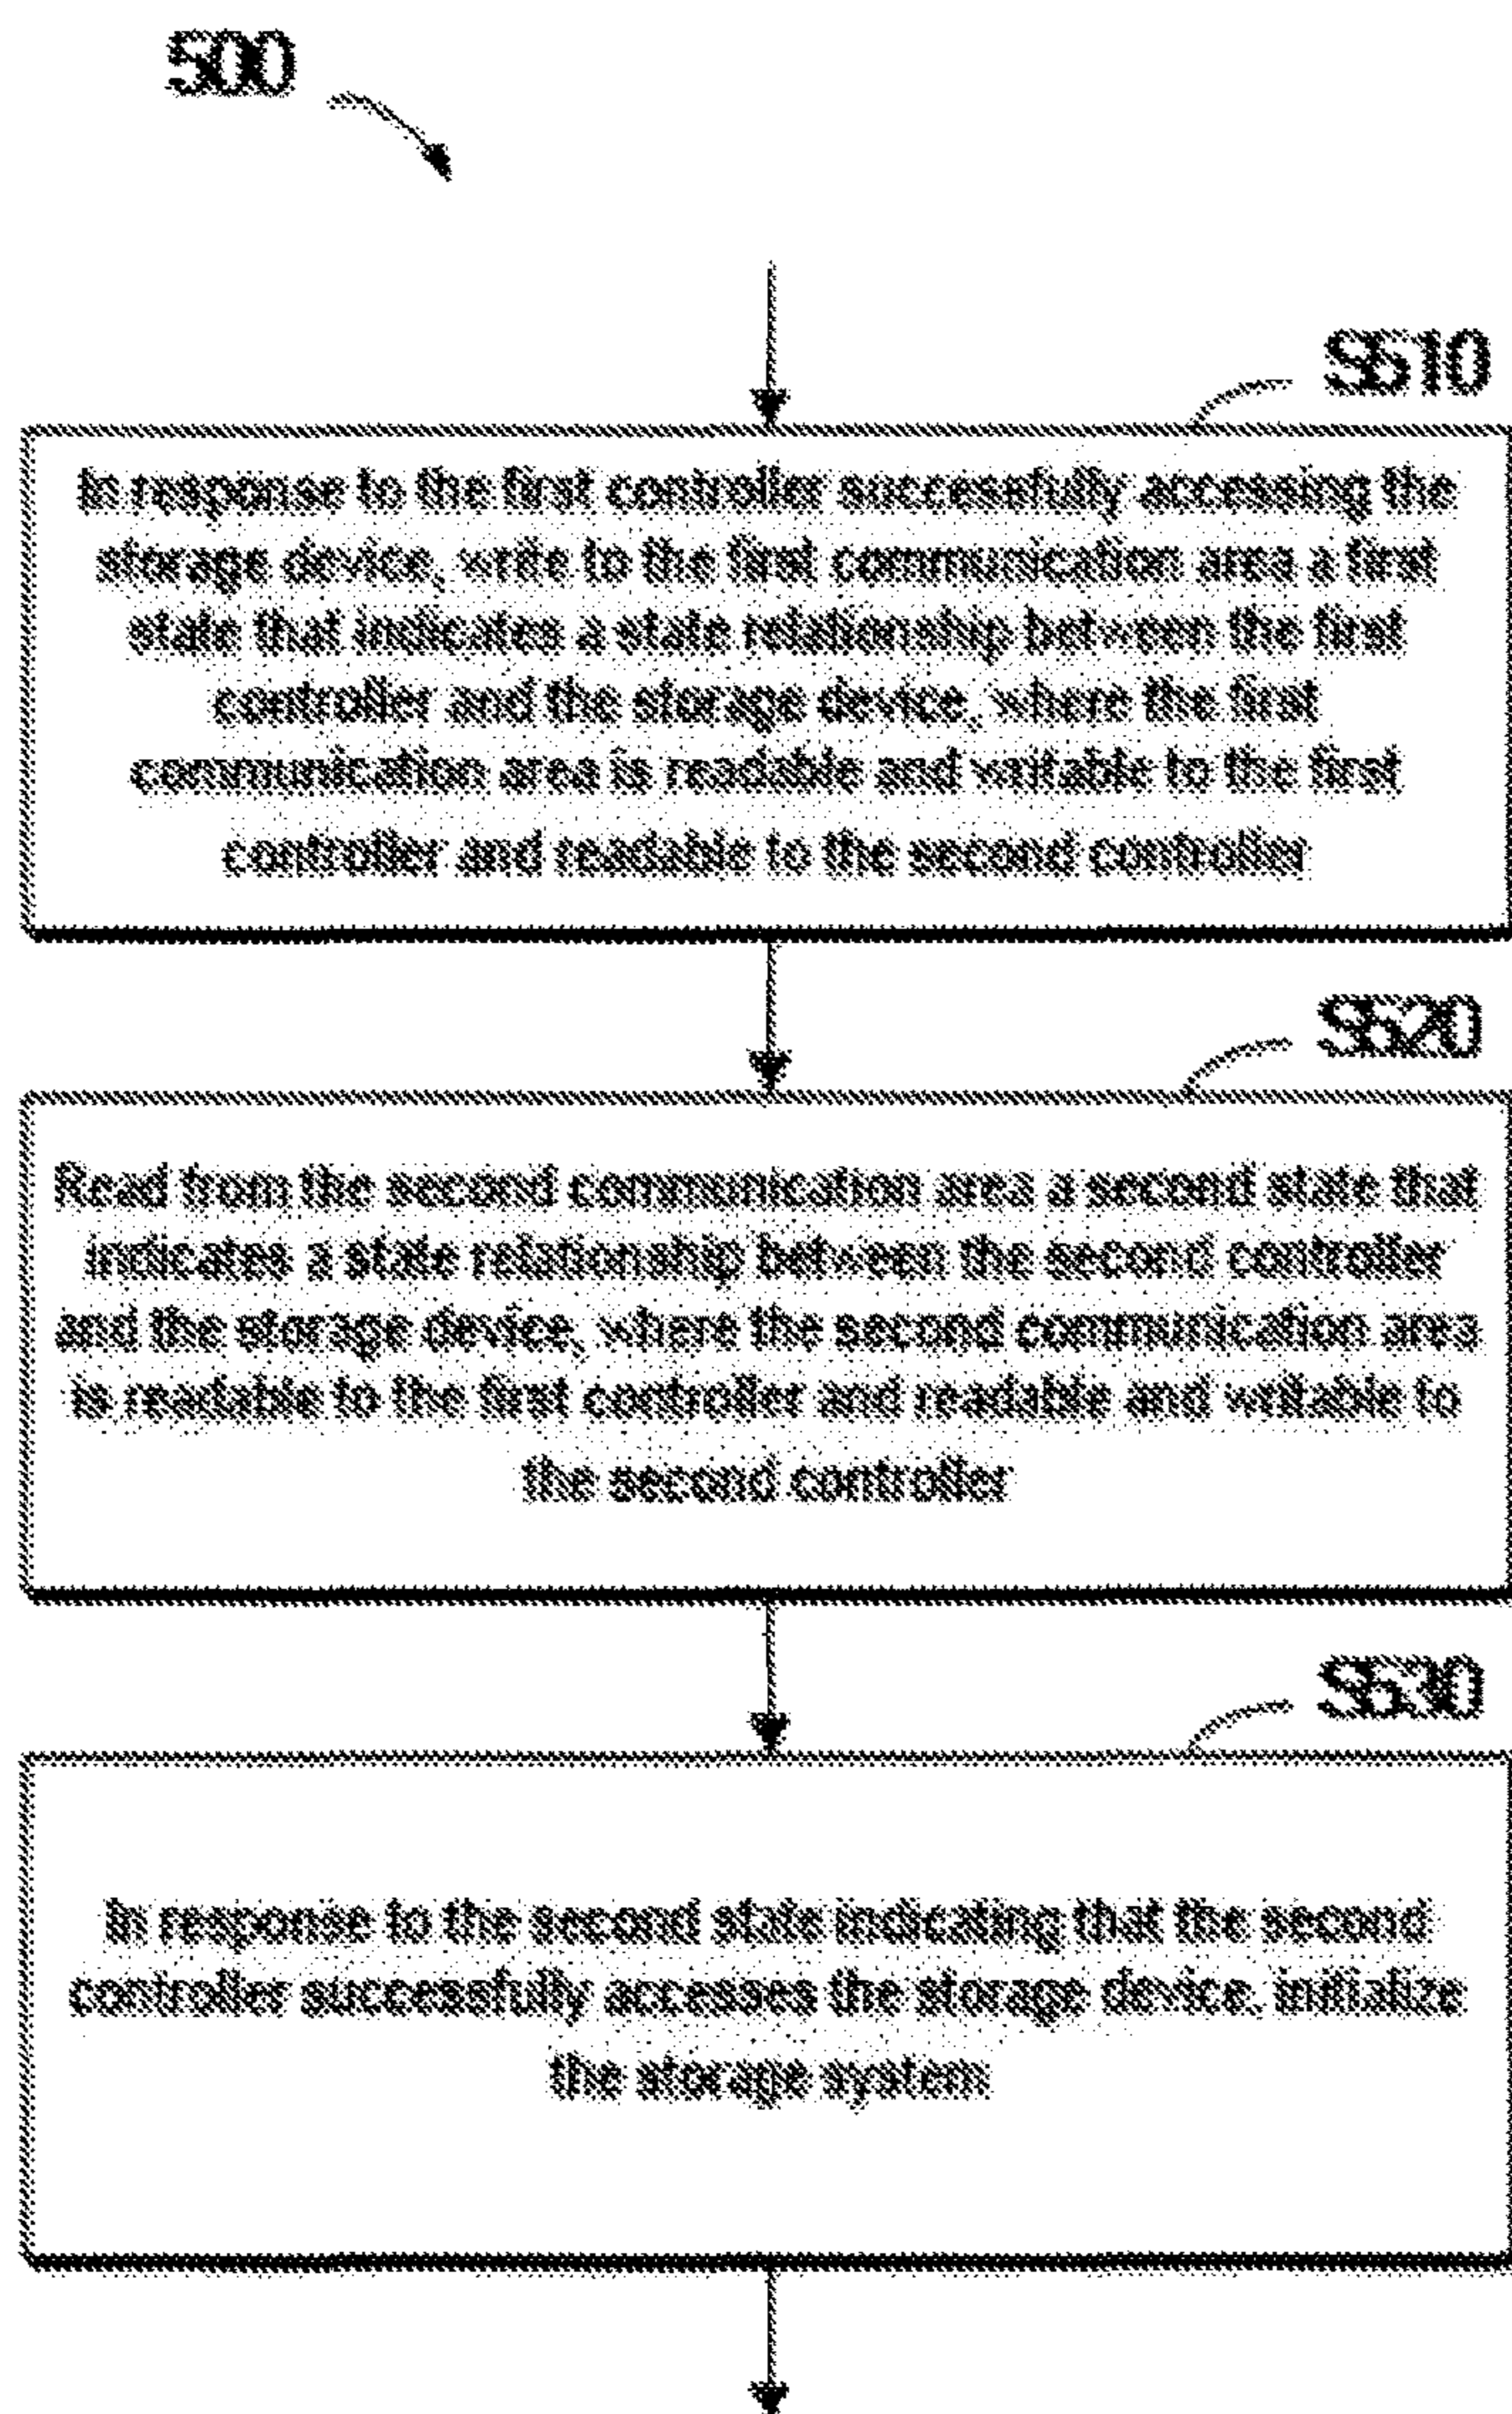 500
S510
In response to the first controller successfully accessing the
storage device, write to the first communication area a first
state that indicates a state relationship between the first
controller and the storage device, where the first
communication area is readable and writable to the first
controller and readable to the second controller
S520
Read from the second communication area a second state that
indicates a state relationship between the second controller
and the storage device, where the second communication area
is readable to the first controller and readable and writable to
the second controller
S530
In response to the second state indicating that the second
controller successfully accesses the storage device, initialize
the storage system